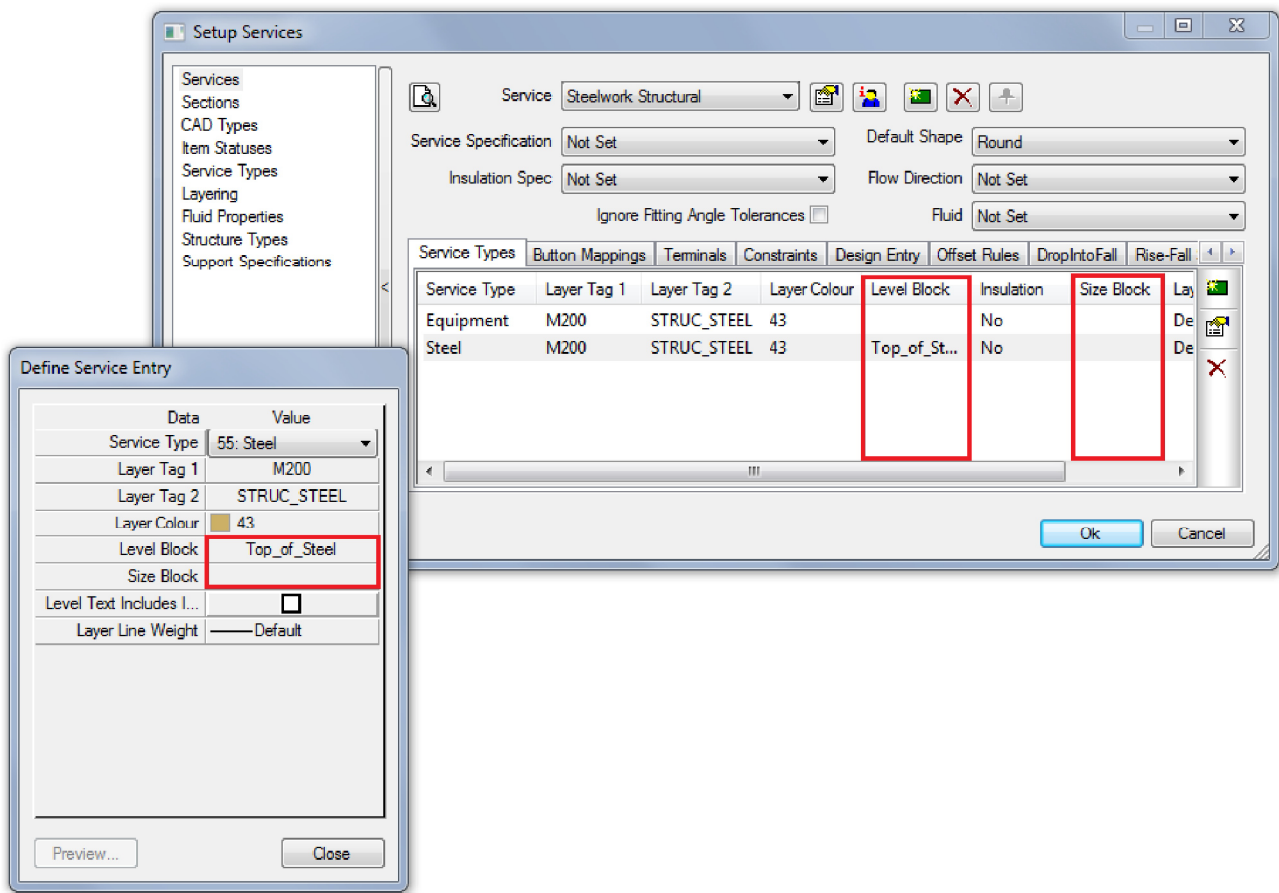 Setup Services
Services
Sections
CAD Types
Item Statuses
Service Types
Layering
Fluid Properties
Structure Types
Support Specifications
<
Service Steelwork Structural
Service Specification Not Set Default Shape Round
Insulation Spec Not Set Flow Direction Not Set
Ignore Fitting Angle Tolerances Fluid Not Set
Service Types Button Mappings Terminals Constraints Design Entry Offset Rules DropIntoFall Rise-Fall
Service Type Layer Tag 1 Layer Tag 2 Layer Colour Level Block Insulation Size Block Lay
Equipment M200 STRUC_STEEL 43 No De
Steel M200 STRUC_STEEL 43 Top_of_St... No De
Ok Cancel
Define Service Entry
Data Value
Service Type 55: Steel
Layer Tag 1 M200
Layer Tag 2 STRUC_STEEL
Layer Colour 43
Level Block Top_of_Steel
Size Block
Level Text Includes I...
Layer Line Weight Default
Preview... Close